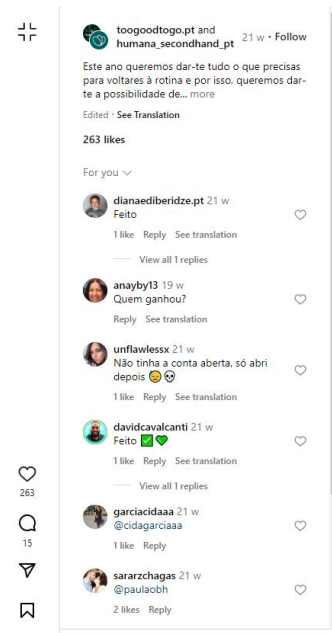 toogoodtogo.pt and
humana_secondhand_pt
21 w • Follow
Este ano queremos dar-te tudo o que precisas
para voltares à rotina e por isso, queremos dar-
te a possibilidade de... more
Edited · See Translation
263 likes
For you
dianaediberidze.pt 21 w
Feito
1 like Reply See translation
View all 1 replies
anayby13 19 w
Quem ganhou?
Reply See translation
unflawlessx 21 w
Não tinha a conta aberta, só abri
depois 😓💀
1 like Reply See translation
davidcavalcanti 21 w
Feito ✅💚
1 like Reply See translation
View all 1 replies
garciacidaaa 21 w
@cidagarciaaa
1 like Reply
sararzchagas 21 w
@paulaobh
2 likes Reply
263
15